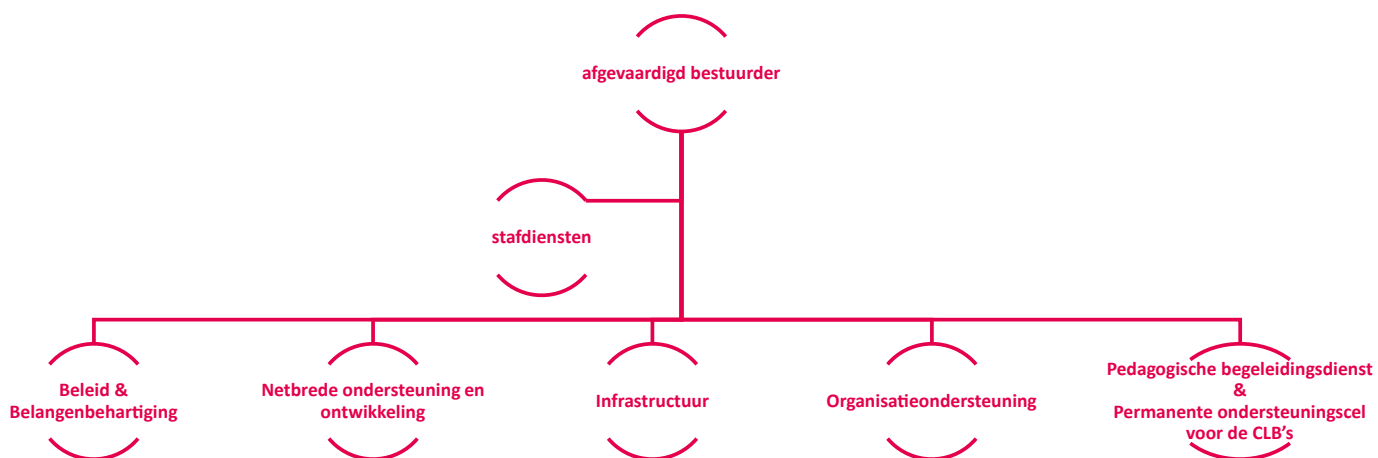 afgevaardigd bestuurder
stafdiensten
Beleid &
Belangenbehartiging
Netbrede ondersteuning en
ontwikkeling
Infrastructuur
Organisatieondersteuning
Pedagogische begeleidingsdienst
&
Permanente ondersteuningscel
voor de CLB’s